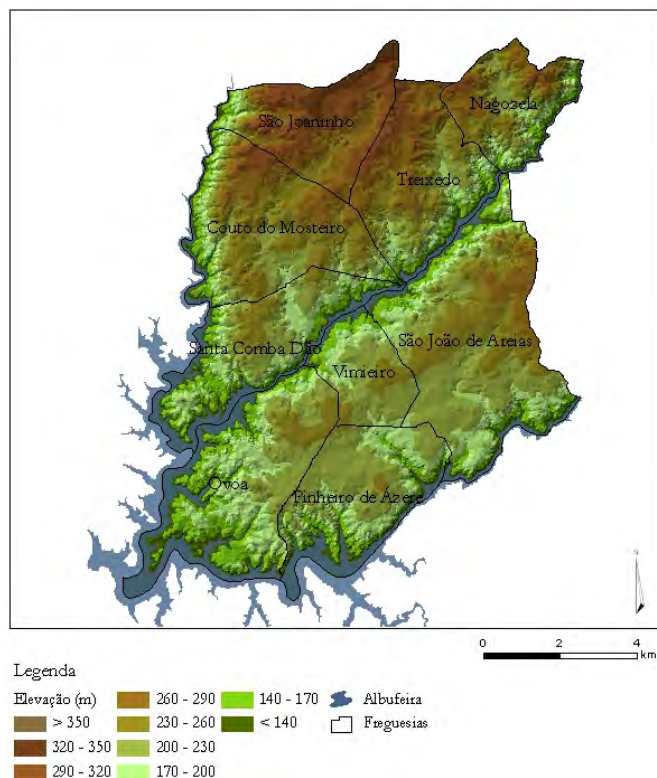 Nagozela
São Joaninho
Treixedo
Couto do Mosteiro
São João de Areias
Santa Comba Dão
Vimieiro
Ovoa
Pinheiro de Azere
N
0 2 4
km
Legenda
Elevação (m)
> 350
320 - 350
290 - 320
260 - 290
230 - 260
200 - 230
170 - 200
140 - 170
< 140
Albufeira
Freguesias